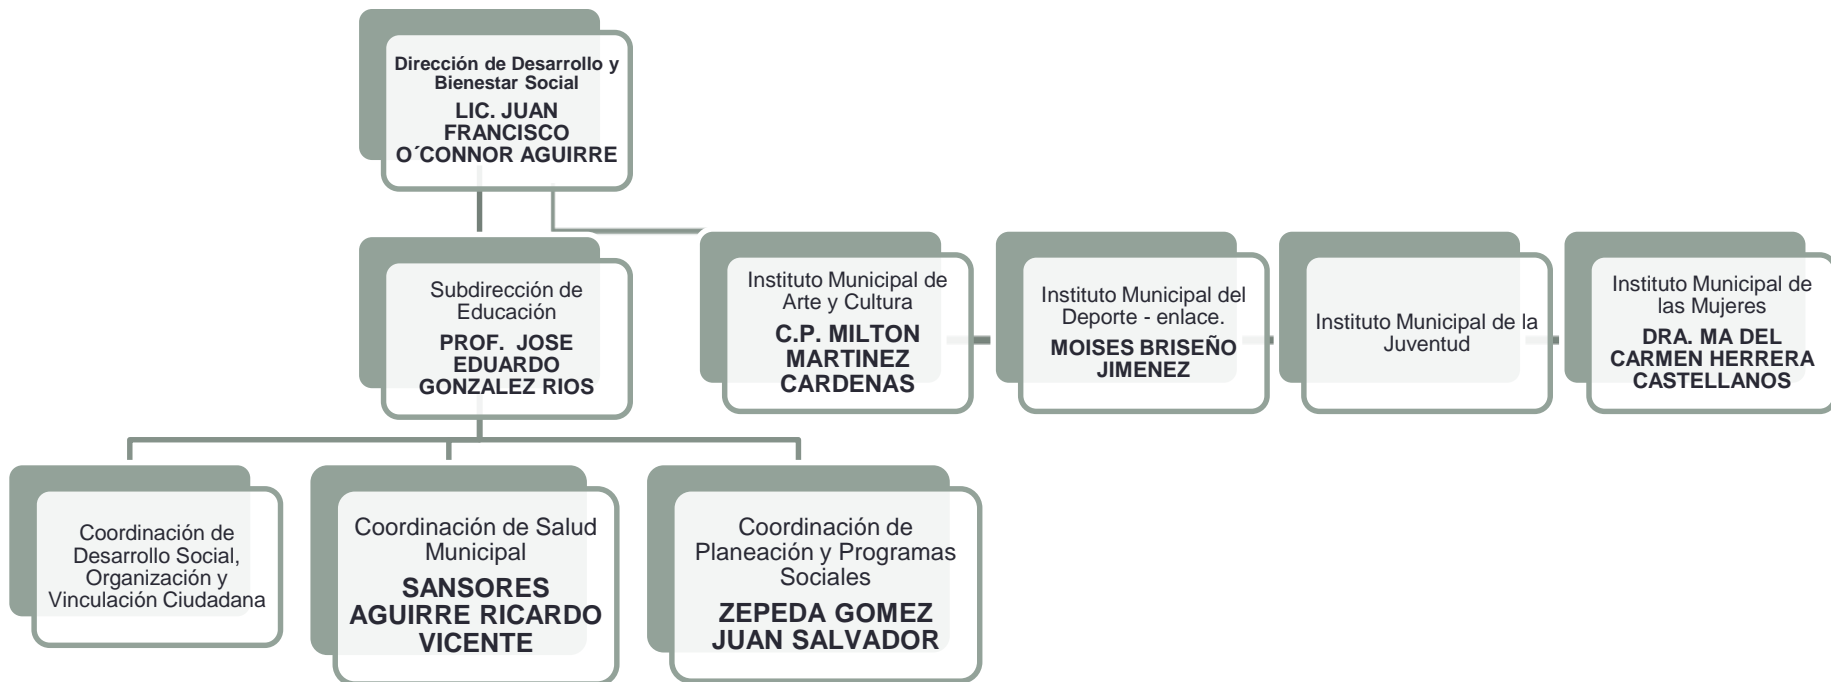 Dirección de Desarrollo y
Bienestar Social
LIC. JUAN
FRANCISCO
O´CONNOR AGUIRRE
Subdirección de
Educación
PROF. JOSE
EDUARDO
GONZALEZ RIOS
Instituto Municipal de
Arte y Cultura
C.P. MILTON
MARTINEZ
CARDENAS
Instituto Municipal del
Deporte - enlace.
MOISES BRISEÑO
JIMENEZ
Instituto Municipal de la
Juventud
Instituto Municipal de
las Mujeres
DRA. MA DEL
CARMEN HERRERA
CASTELLANOS
Coordinación de
Desarrollo Social,
Organización y
Vinculación Ciudadana
Coordinación de Salud
Municipal
SANSORES
AGUIRRE RICARDO
VICENTE
Coordinación de
Planeación y Programas
Sociales
ZEPEDA GOMEZ
JUAN SALVADOR